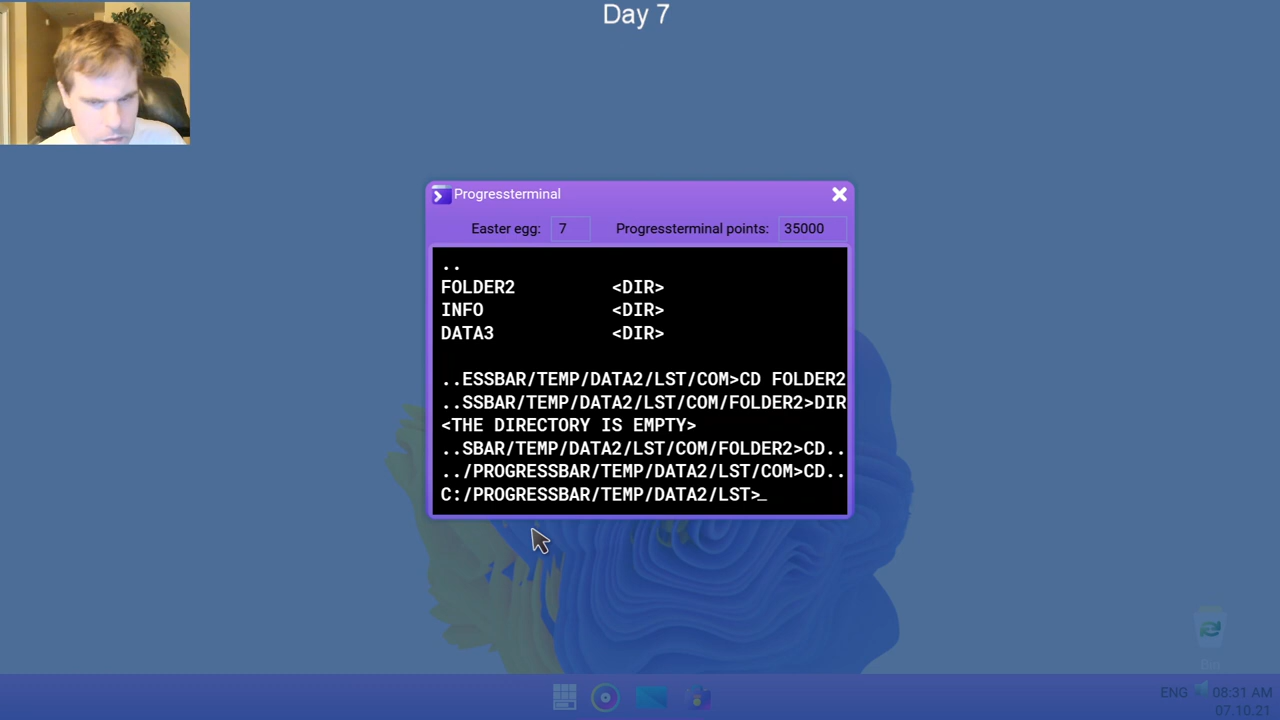 Day 7
Progressterminal
Easter egg: 7 Progressterminal points: 35000
..
FOLDER2 <DIR>
INFO <DIR>
DATA3 <DIR>
..ESSBAR/TEMP/DATA2/LST/COM>CD FOLDER2
..SSBAR/TEMP/DATA2/LST/COM/FOLDER2>DIR
<THE DIRECTORY IS EMPTY>
..SBAR/TEMP/DATA2/LST/COM/FOLDER2>CD..
../PROGRESSBAR/TEMP/DATA2/LST/COM>CD..
C:/PROGRESSBAR/TEMP/DATA2/LST>_
Bin
ENG 08:31 AM
07.10.21